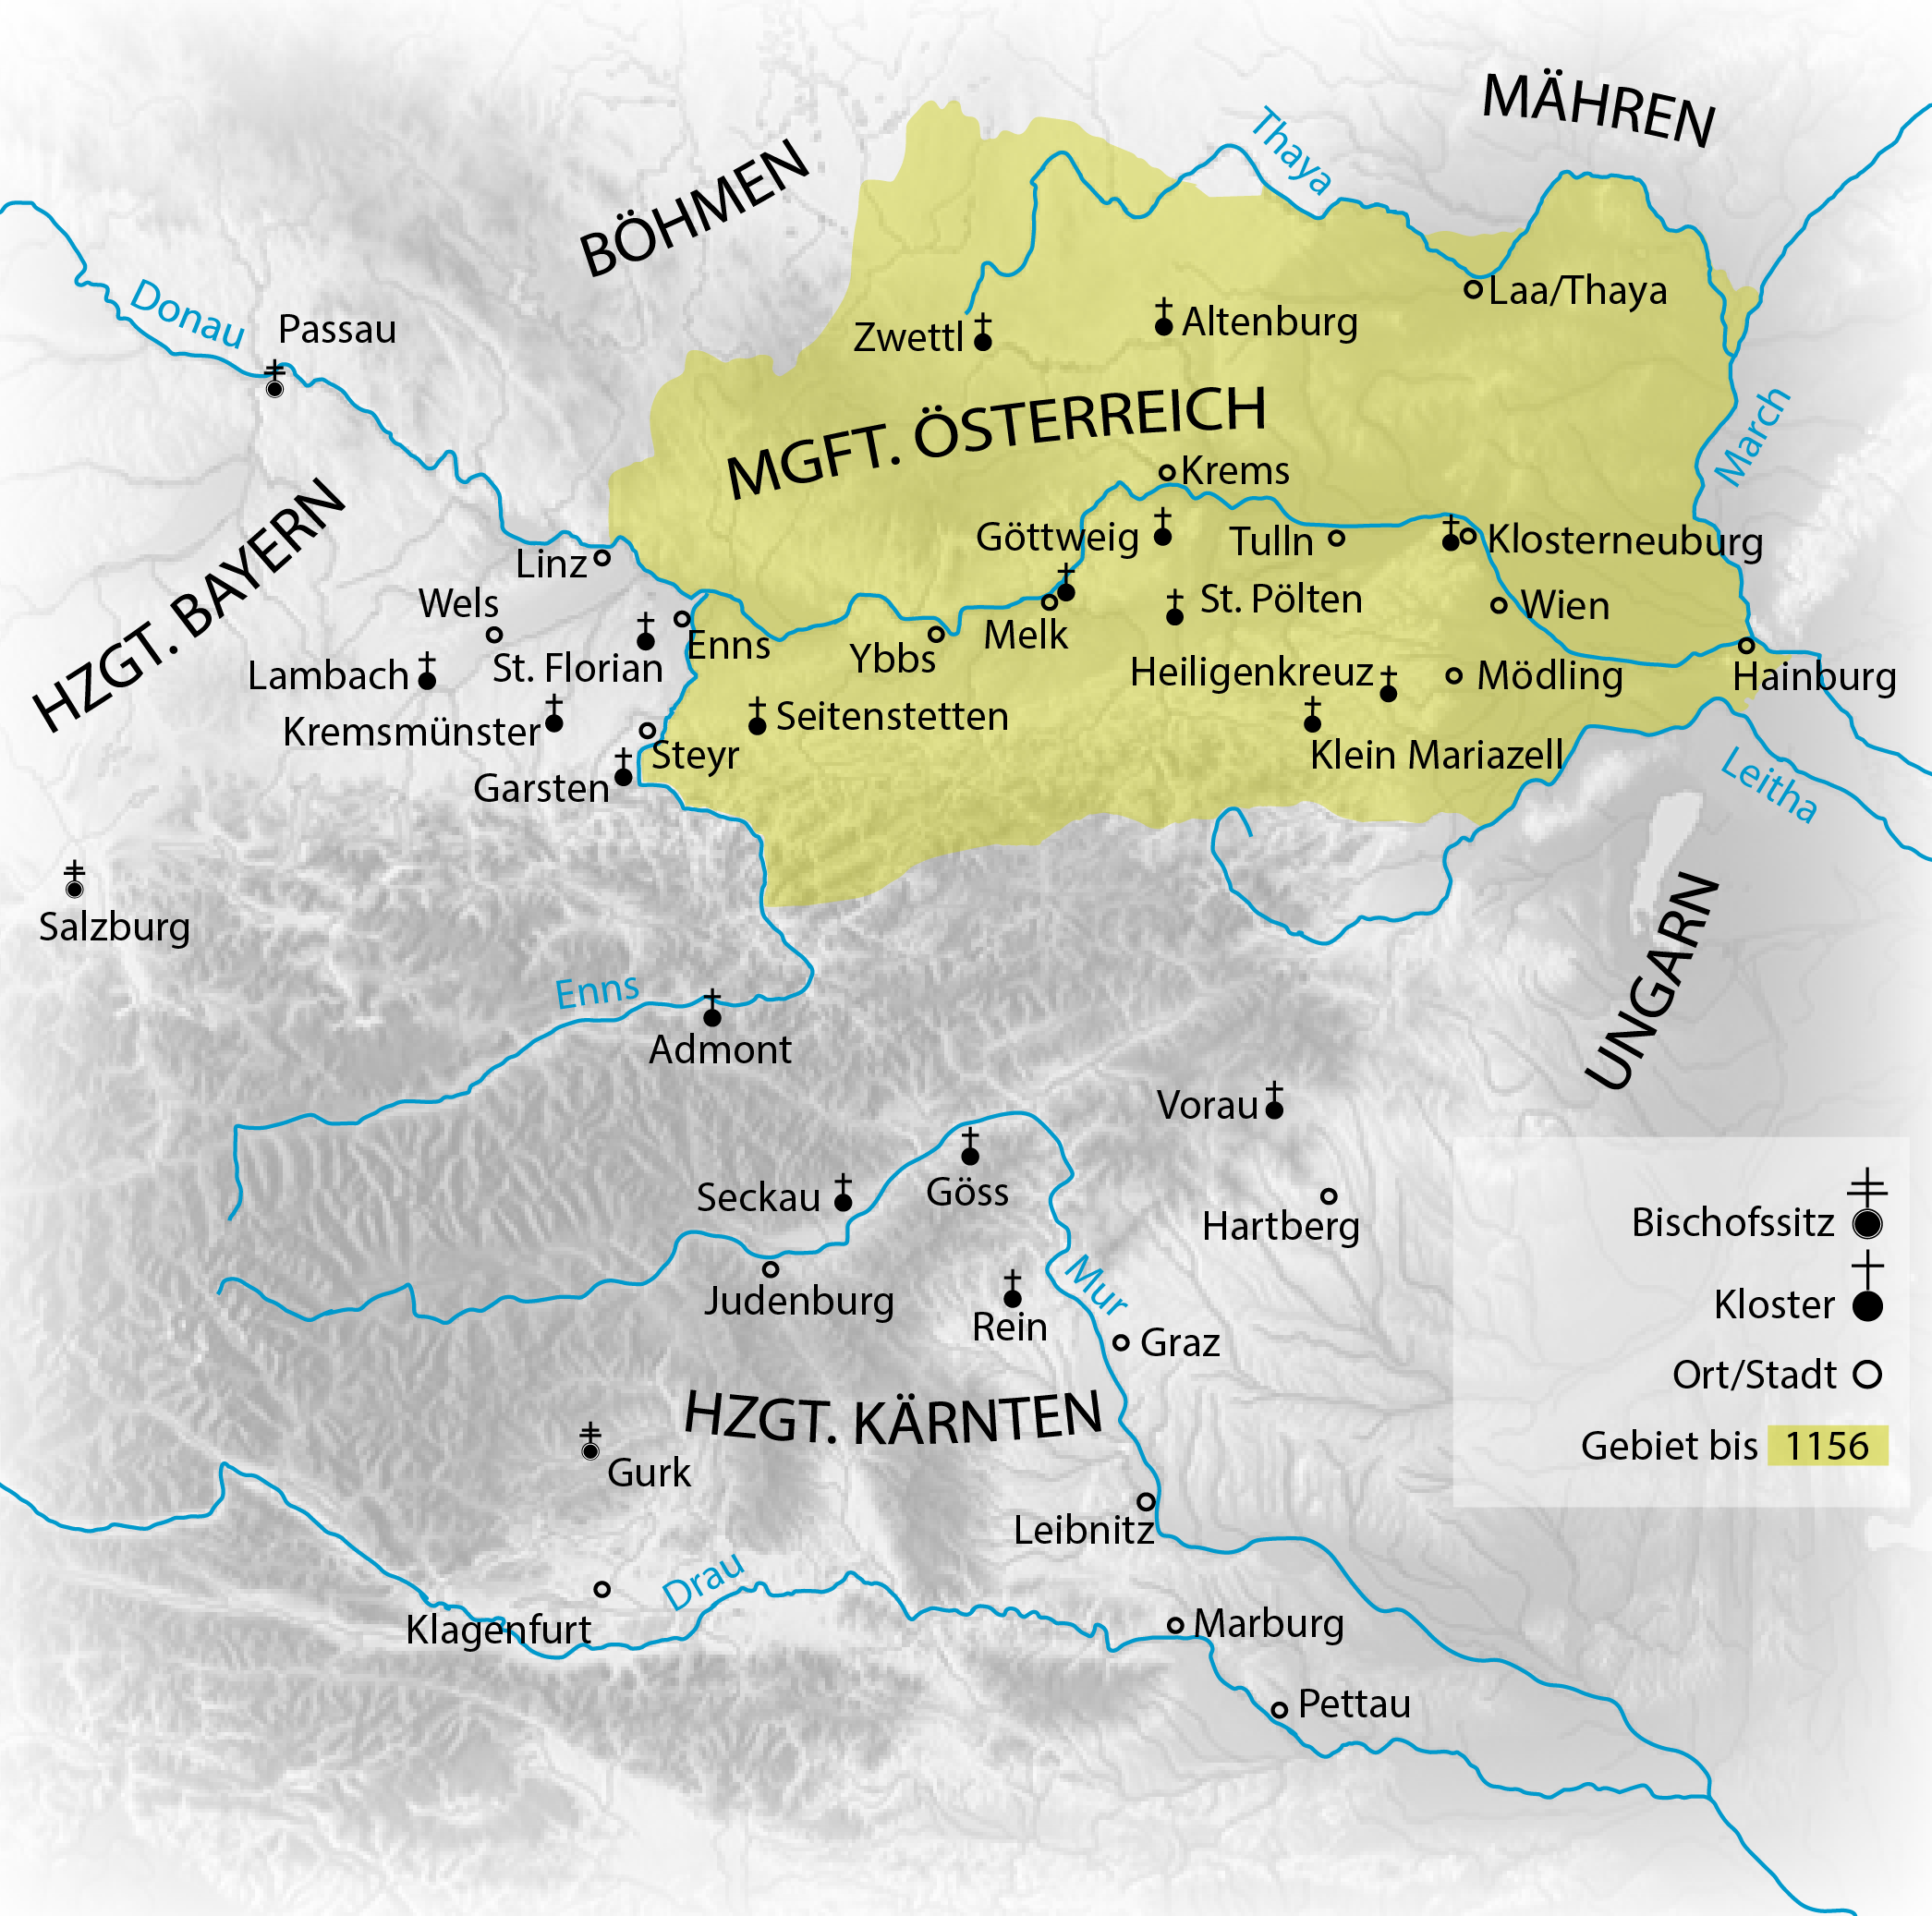 MÄHREN
BÖHMEN
Thaya
Donau
Passau
Laa/Thaya
Zwettl
Altenburg
MGFT. ÖSTERREICH
March
Krems
HZGT. BAYERN
Göttweig
Tulln
Klosterneuburg
Linz
Wels
St. Pölten
Wien
Enns
Melk
Ybbs
St. Florian
Lambach
Heiligenkreuz
Mödling
Hainburg
Seitenstetten
Kremsmünster
Steyr
Klein Mariazell
Garsten
Leitha
Salzburg
UNGARN
Enns
Admont
Vorau
Seckau
Göss
Hartberg
Judenburg
Mur
Rein
Graz
HZGT. KÄRNTEN
Gurk
Leibnitz
Drau
Klagenfurt
Marburg
Pettau
Bischofssitz
Kloster
Ort/Stadt
Gebiet bis 1156